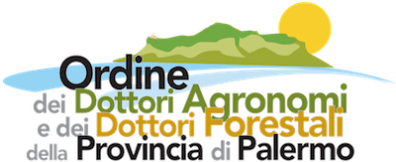 Ordine
dei Dottori Agronomi
e dei Dottori Forestali
della Provincia di Palermo